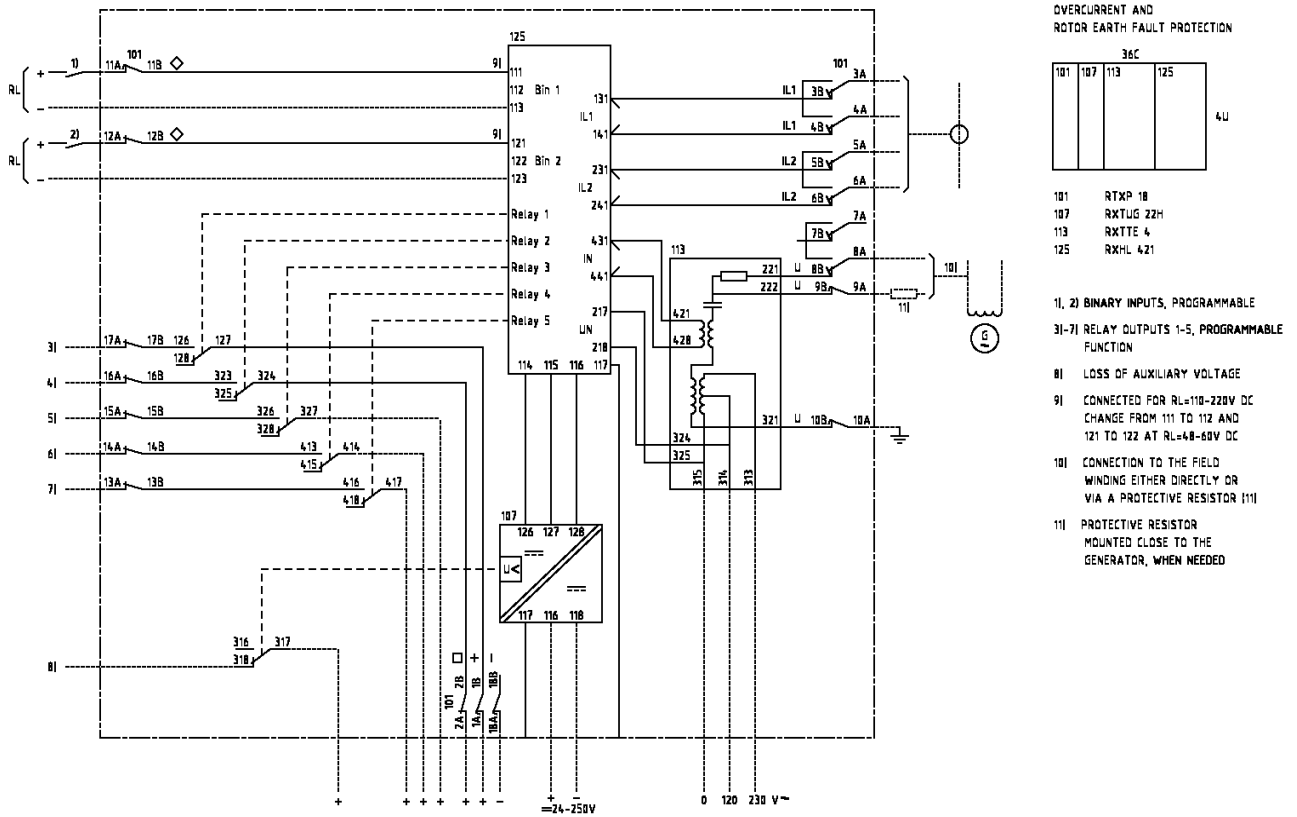 OVERCURRENT AND
ROTOR EARTH FAULT PROTECTION
36C
101 107 113 125
4U
101 RTXP 18
107 RXTUG 22H
113 RXTTE 4
125 RXHL 421
1), 2) BINARY INPUTS, PROGRAMMABLE
3)-7) RELAY OUTPUTS 1-5, PROGRAMMABLE
FUNCTION
8) LOSS OF AUXILIARY VOLTAGE
9) CONNECTED FOR RL=110-220V DC
CHANGE FROM 111 TO 112 AND
121 TO 122 AT RL=48-60V DC
10) CONNECTION TO THE FIELD
WINDING EITHER DIRECTLY OR
VIA A PROTECTIVE RESISTOR (11)
11) PROTECTIVE RESISTOR
MOUNTED CLOSE TO THE
GENERATOR, WHEN NEEDED
125
RL + 1) 11A 101 11B 9) 111
112 Bin 1
- 113
RL + 2) 12A 12B 9) 121
122 Bin 2
- 123
Relay 1
Relay 2
Relay 3
Relay 4
Relay 5
114 115 116 117
131
IL1
141
231
IL2
241
431
IN
441
217
UN
218
101
3A
IL1 3B
4A
IL1 4B
5A
IL2 5B
6A
IL2 6B
7A
7B
8A
221 U 8B
222 U 9B 9A
10)
11)
G
113
421
428
321 U 10B 10A
324
325
315 314 313
3) 17A 17B 126 127
128
4) 16A 16B 323 324
325
5) 15A 15B 326 327
328
6) 14A 14B 413 414
415
7) 13A 13B 416 417
418
107
126 127 128
U<
117 116 118
316 317
8) 318
+ -
101
2B 1B 18B
2A 1A 18A
+ + + + + + - + -
=24-250V
0 120 230 V~